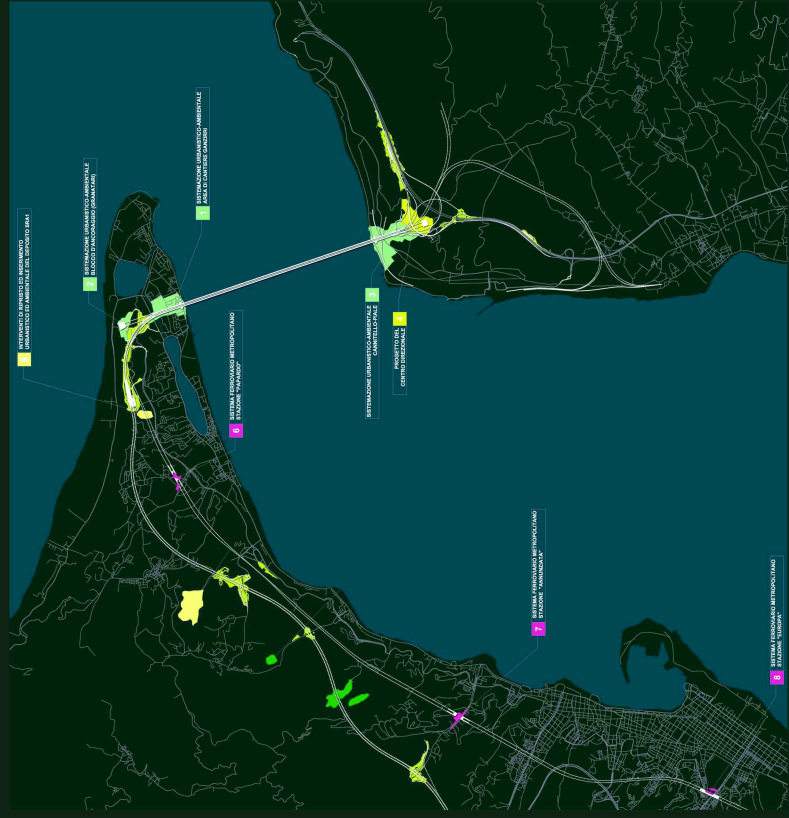 INTERVENTI DI RIPRISTO ED INSERIMENTO
URBANISTICO ED AMBIENTALE DEL DEPOSITO SRA1
2
SISTEMAZIONE URBANISTICO-AMBIENTALE
BLOCCO D'ANCORAGGIO (GRANATARI)
1
SISTEMAZIONE URBANISTICO-AMBIENTALE
AREA DI CANTIERE GANZIRRI
6
SISTEMA FERROVIARIO METROPOLITANO
STAZIONE "PAPARDO"
3
SISTEMAZIONE URBANISTICO-AMBIENTALE
CANNITELLO-PIALE
4
PROGETTO DEL
CENTRO DIREZIONALE
7
SISTEMA FERROVIARIO METROPOLITANO
STAZIONE "ANNUNZIATA"
8
SISTEMA FERROVIARIO METROPOLITANO
STAZIONE "EUROPA"